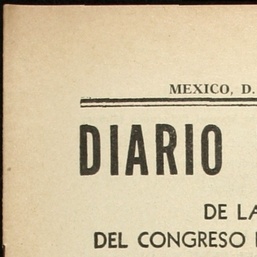 MEXICO, D.
DIARIO
DE LA
DEL CONGRESO